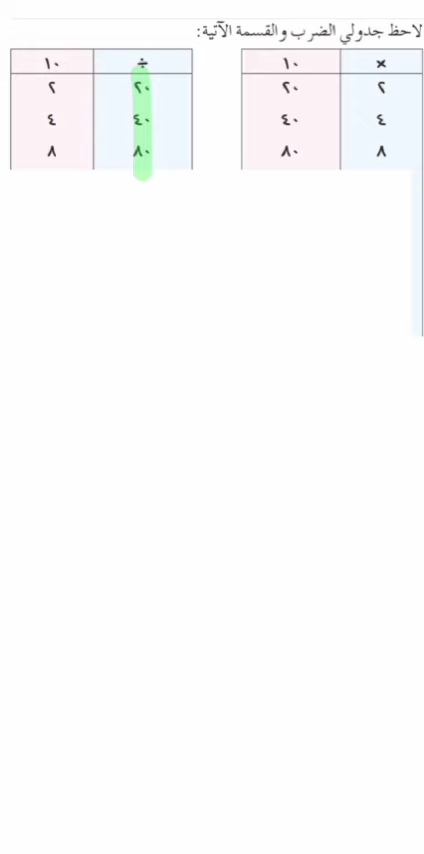 لاحظ جدولي الضرب والقسمة الآتية:
× ١٠ ÷ ١٠
٢ ٢٠ ٢٠ ٢
٤ ٤٠ ٤٠ ٤
٨ ٨٠ ٨٠ ٨